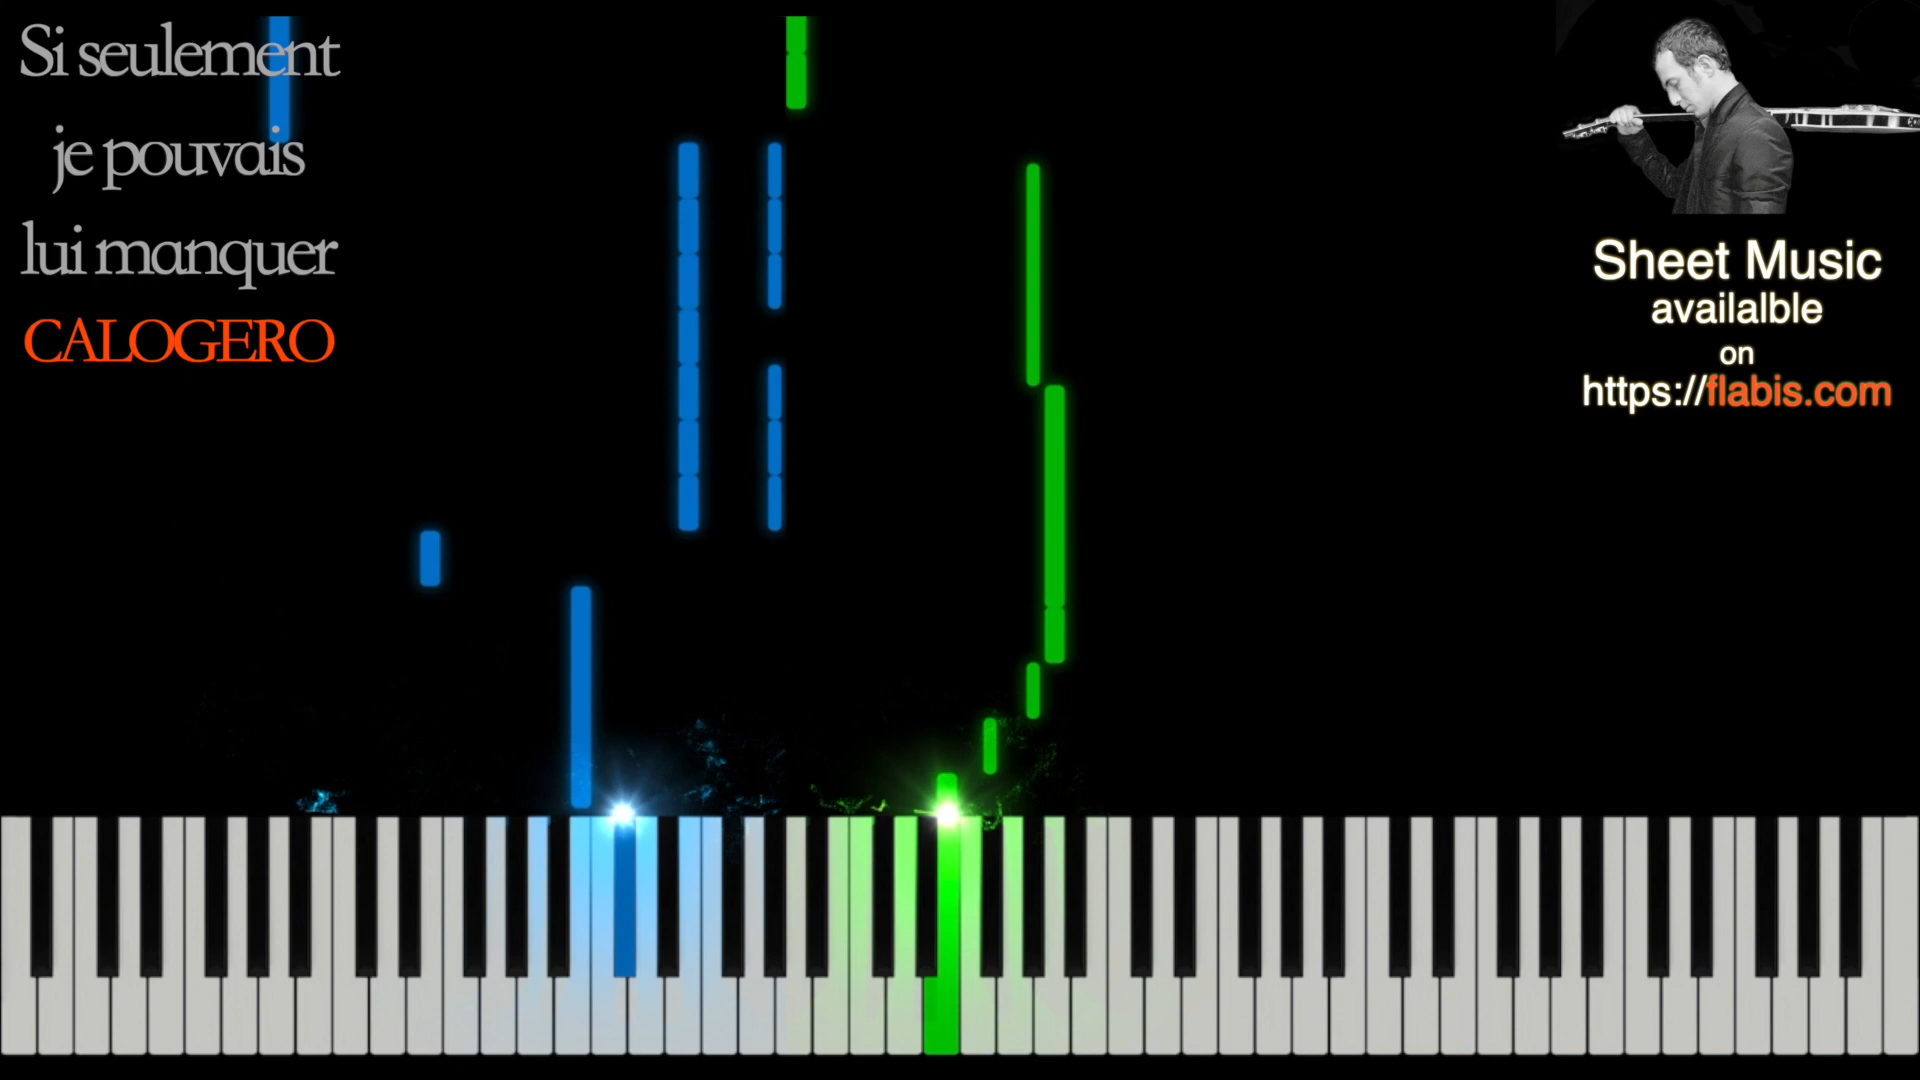 Si seulement
je pouvais
lui manquer
CALOGERO
Sheet Music
availalble
on
https://flabis.com